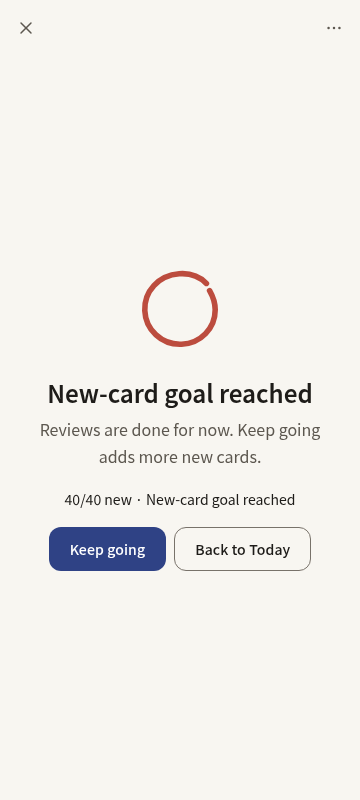 New-card goal reached
Reviews are done for now. Keep going
adds more new cards.
40/40 new · New-card goal reached
Keep going
Back to Today